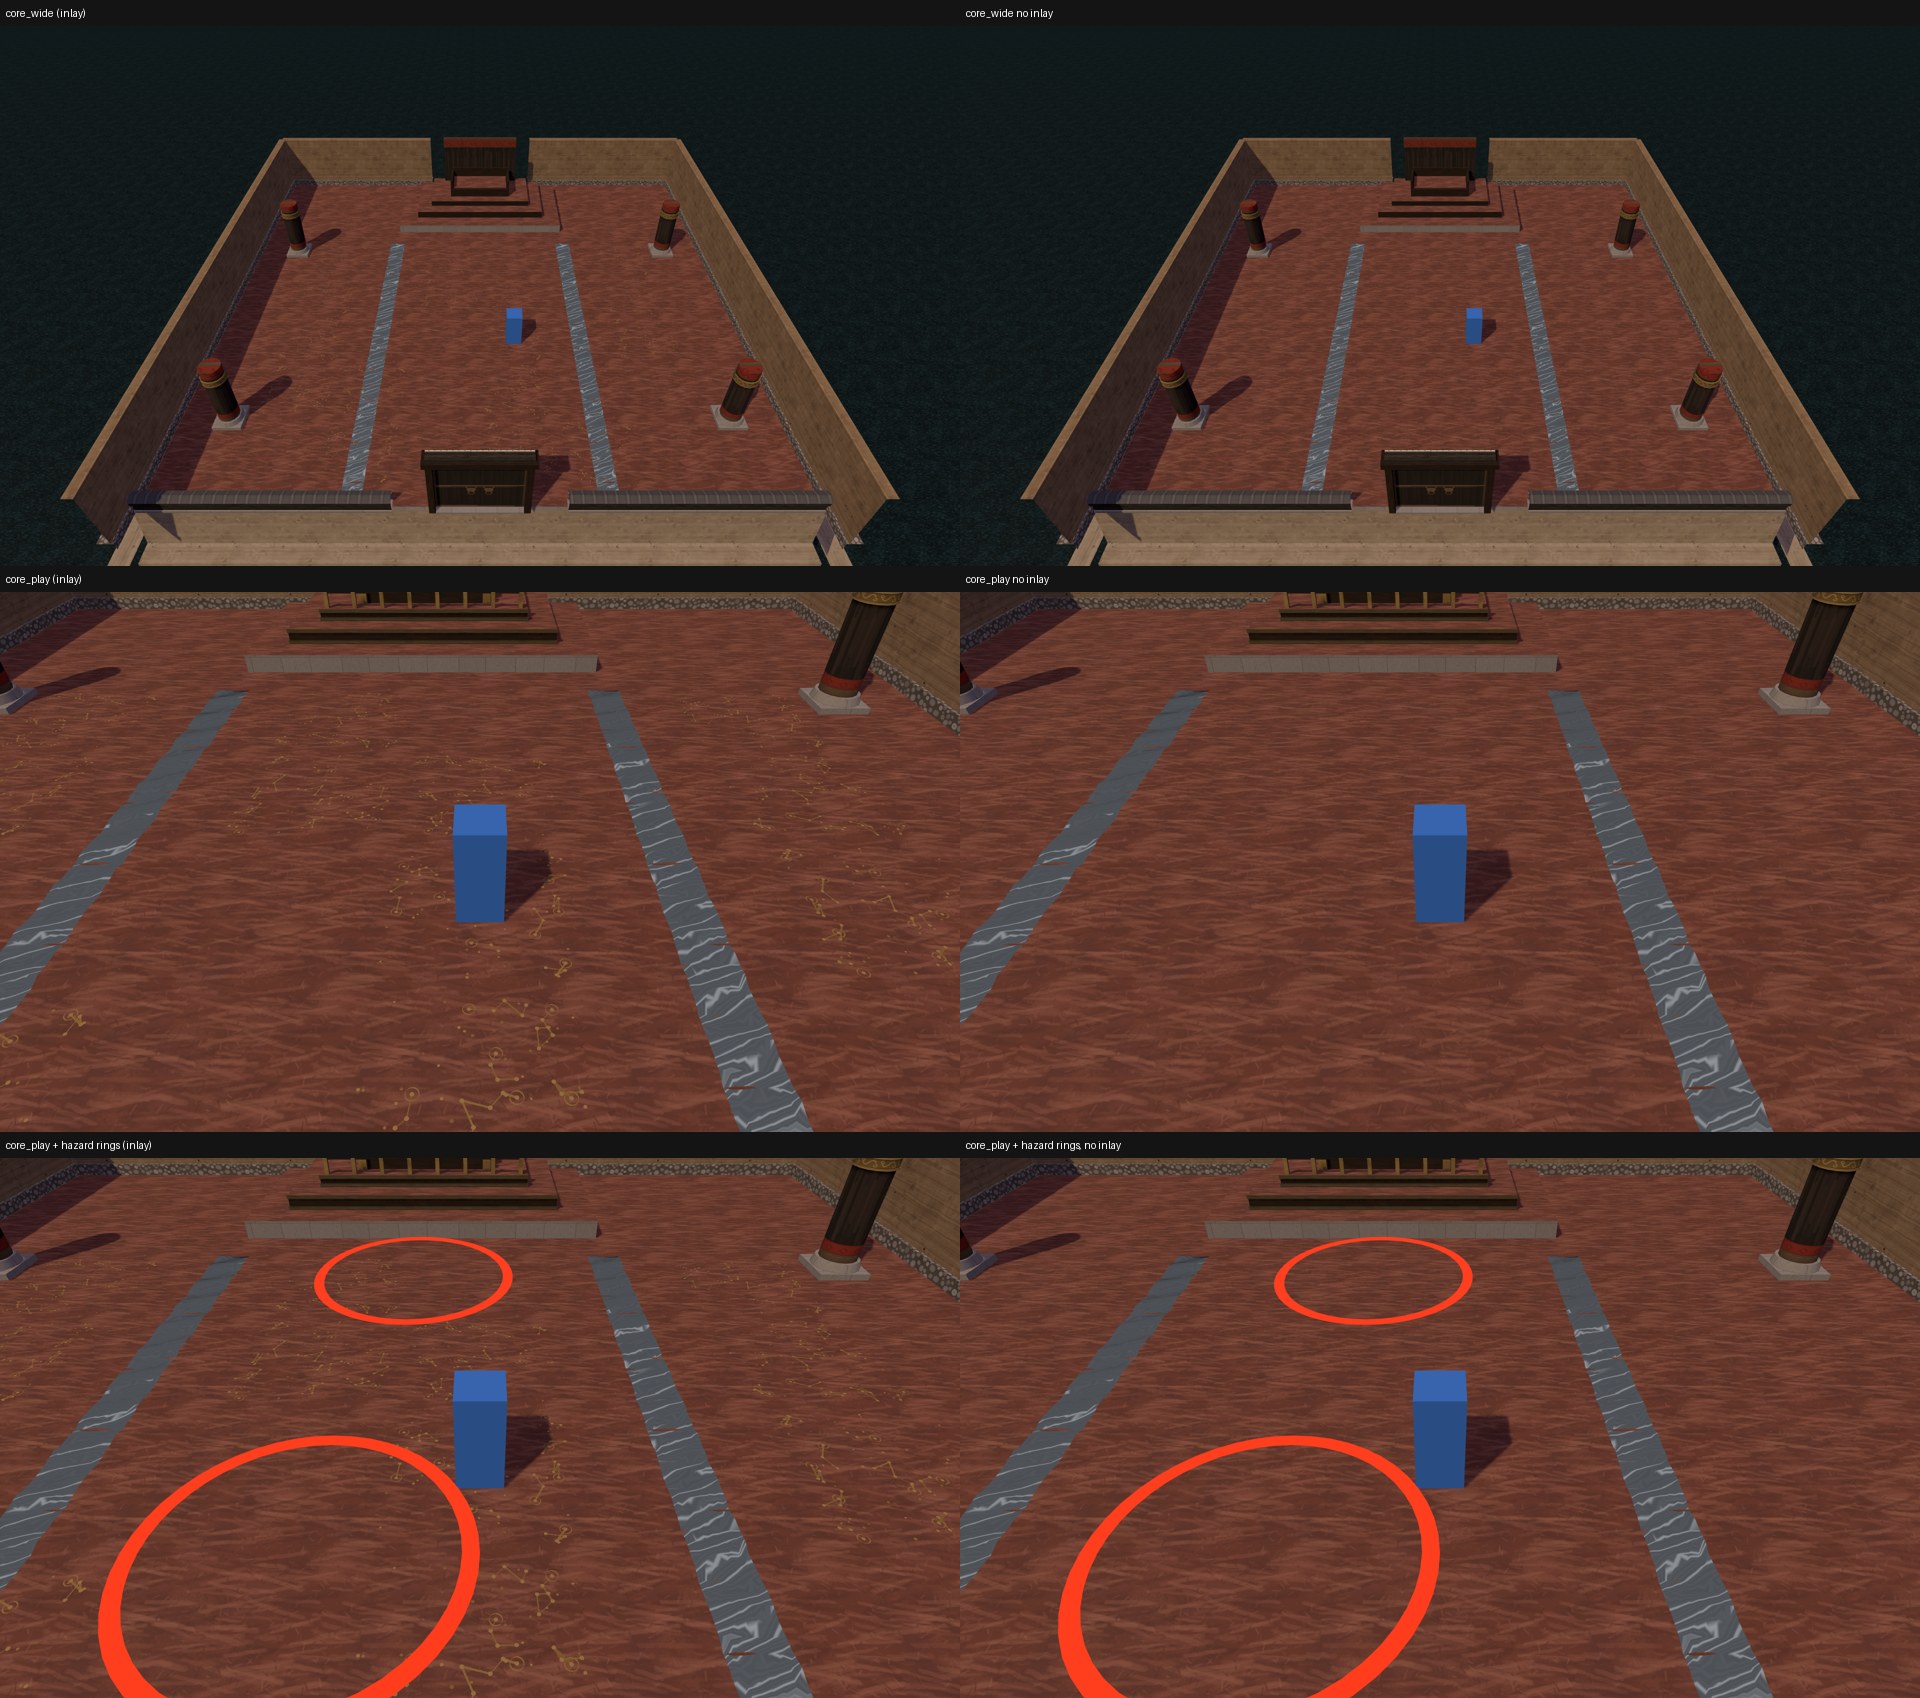 core_wide (inlay)
core_wide no inlay
core_play (inlay)
core_play no inlay
core_play + hazard rings (inlay)
core_play + hazard rings, no inlay